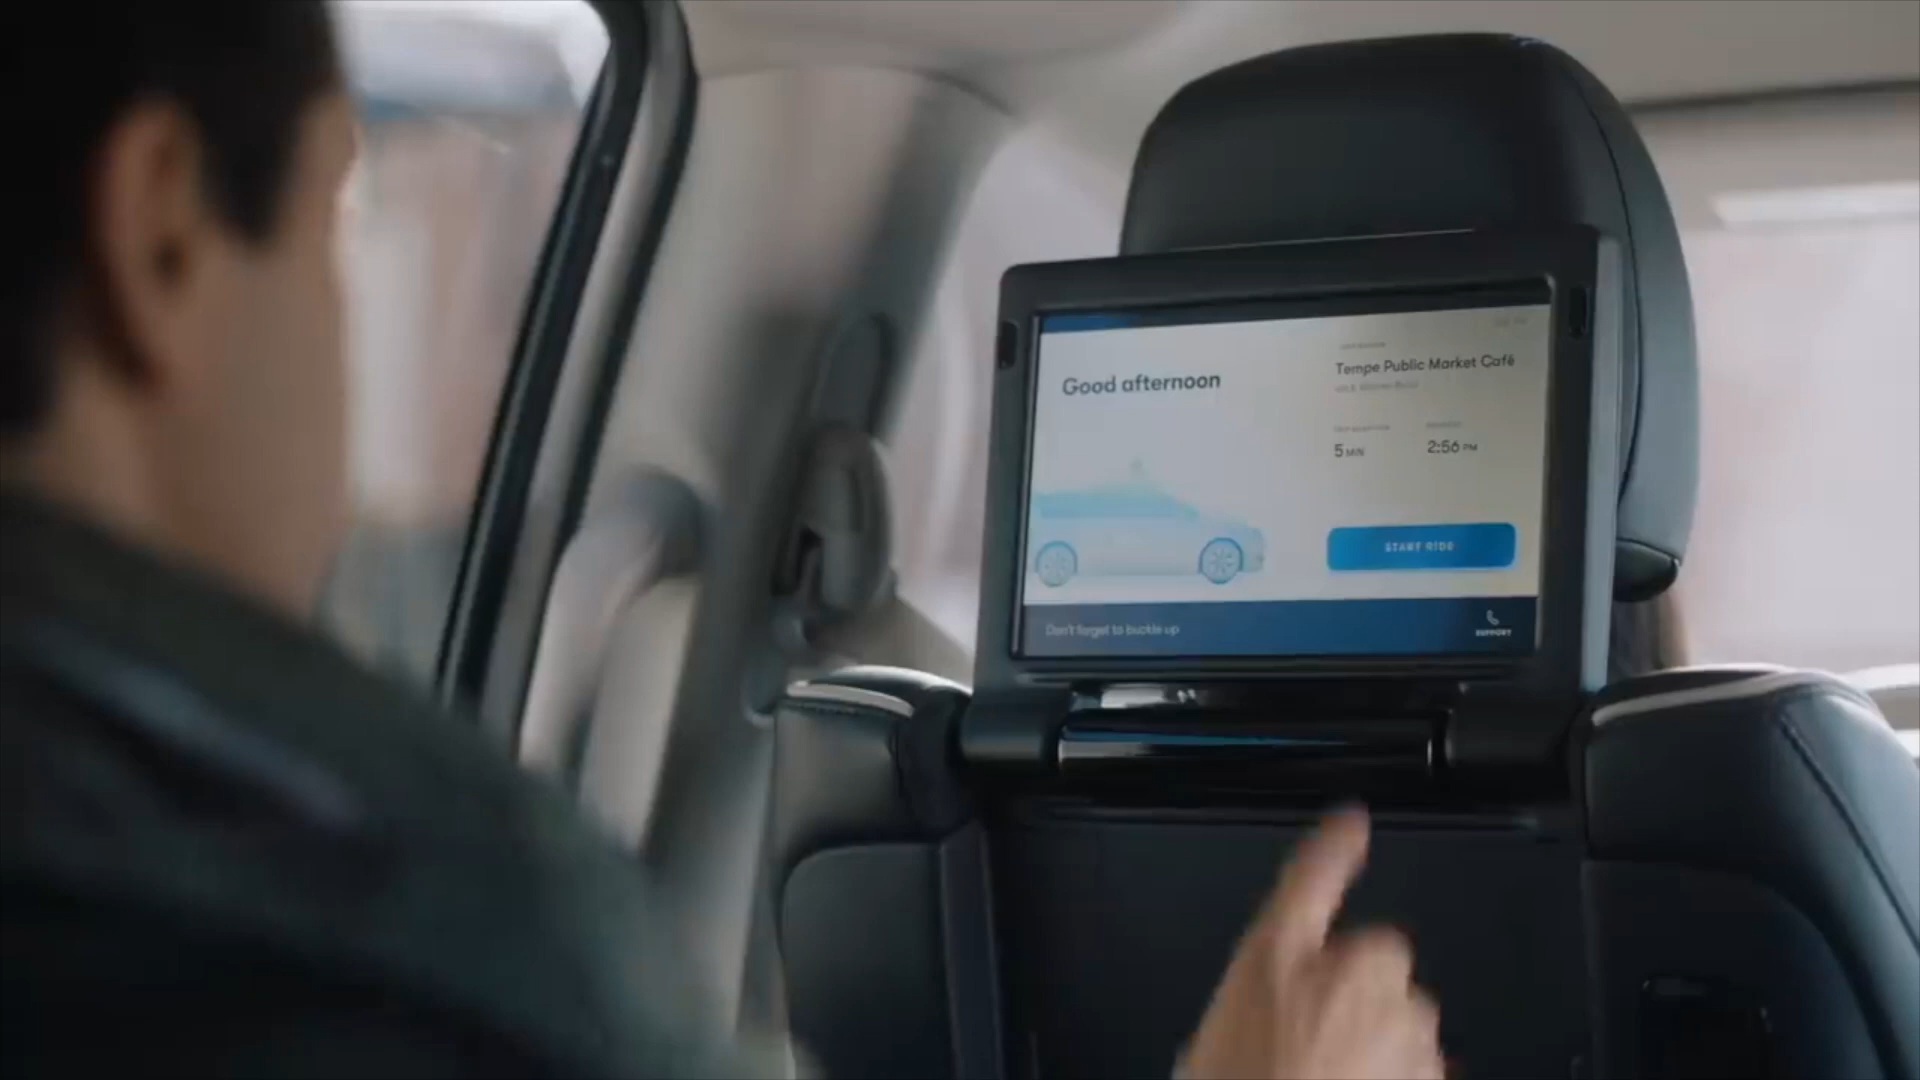 Good afternoon
Tempe Public Market Café
5 MIN
2:56 PM
START RIDE
Don't forget to buckle up
SUPPORT